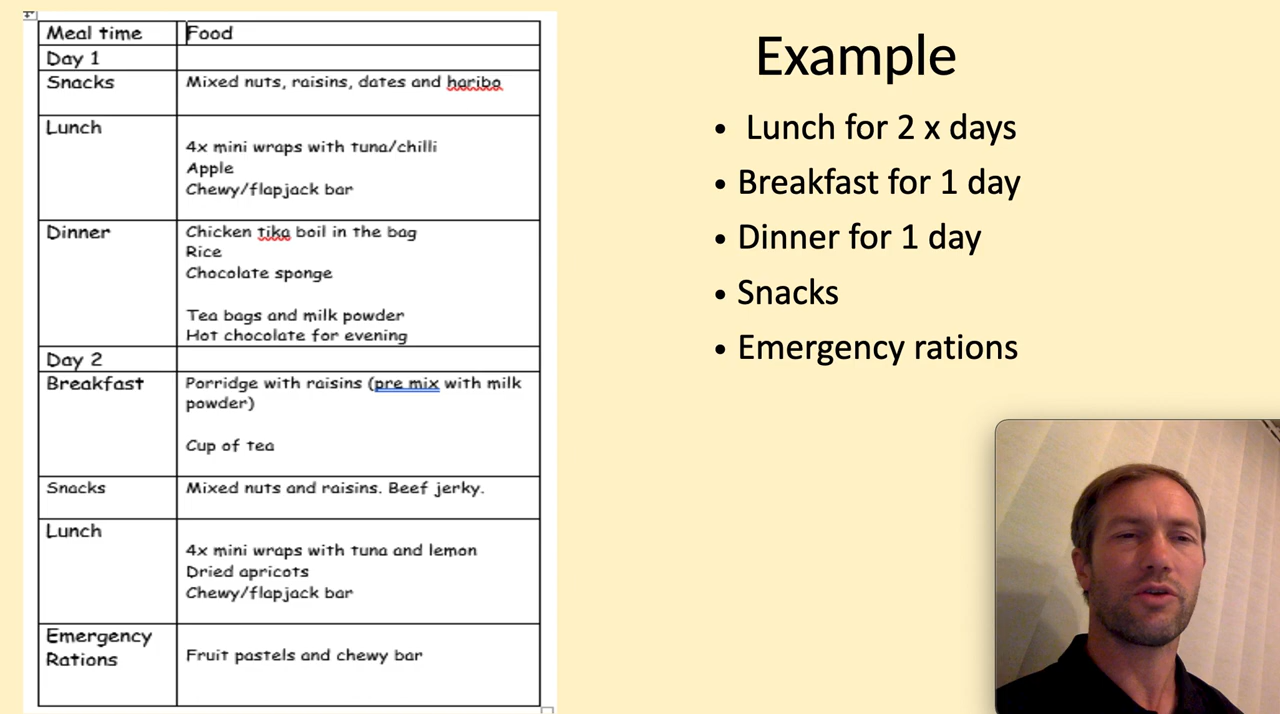 Meal time Food
Day 1
Snacks Mixed nuts, raisins, dates and haribo
Lunch
4x mini wraps with tuna/chilli
Apple
Chewy/flapjack bar
Dinner Chicken tika boil in the bag
Rice
Chocolate sponge
Tea bags and milk powder
Hot chocolate for evening
Day 2
Breakfast Porridge with raisins (pre mix with milk
powder)
Cup of tea
Snacks Mixed nuts and raisins. Beef jerky.
Lunch
4x mini wraps with tuna and lemon
Dried apricots
Chewy/flapjack bar
Emergency
Rations Fruit pastels and chewy bar
Example
• Lunch for 2 x days
• Breakfast for 1 day
• Dinner for 1 day
• Snacks
• Emergency rations